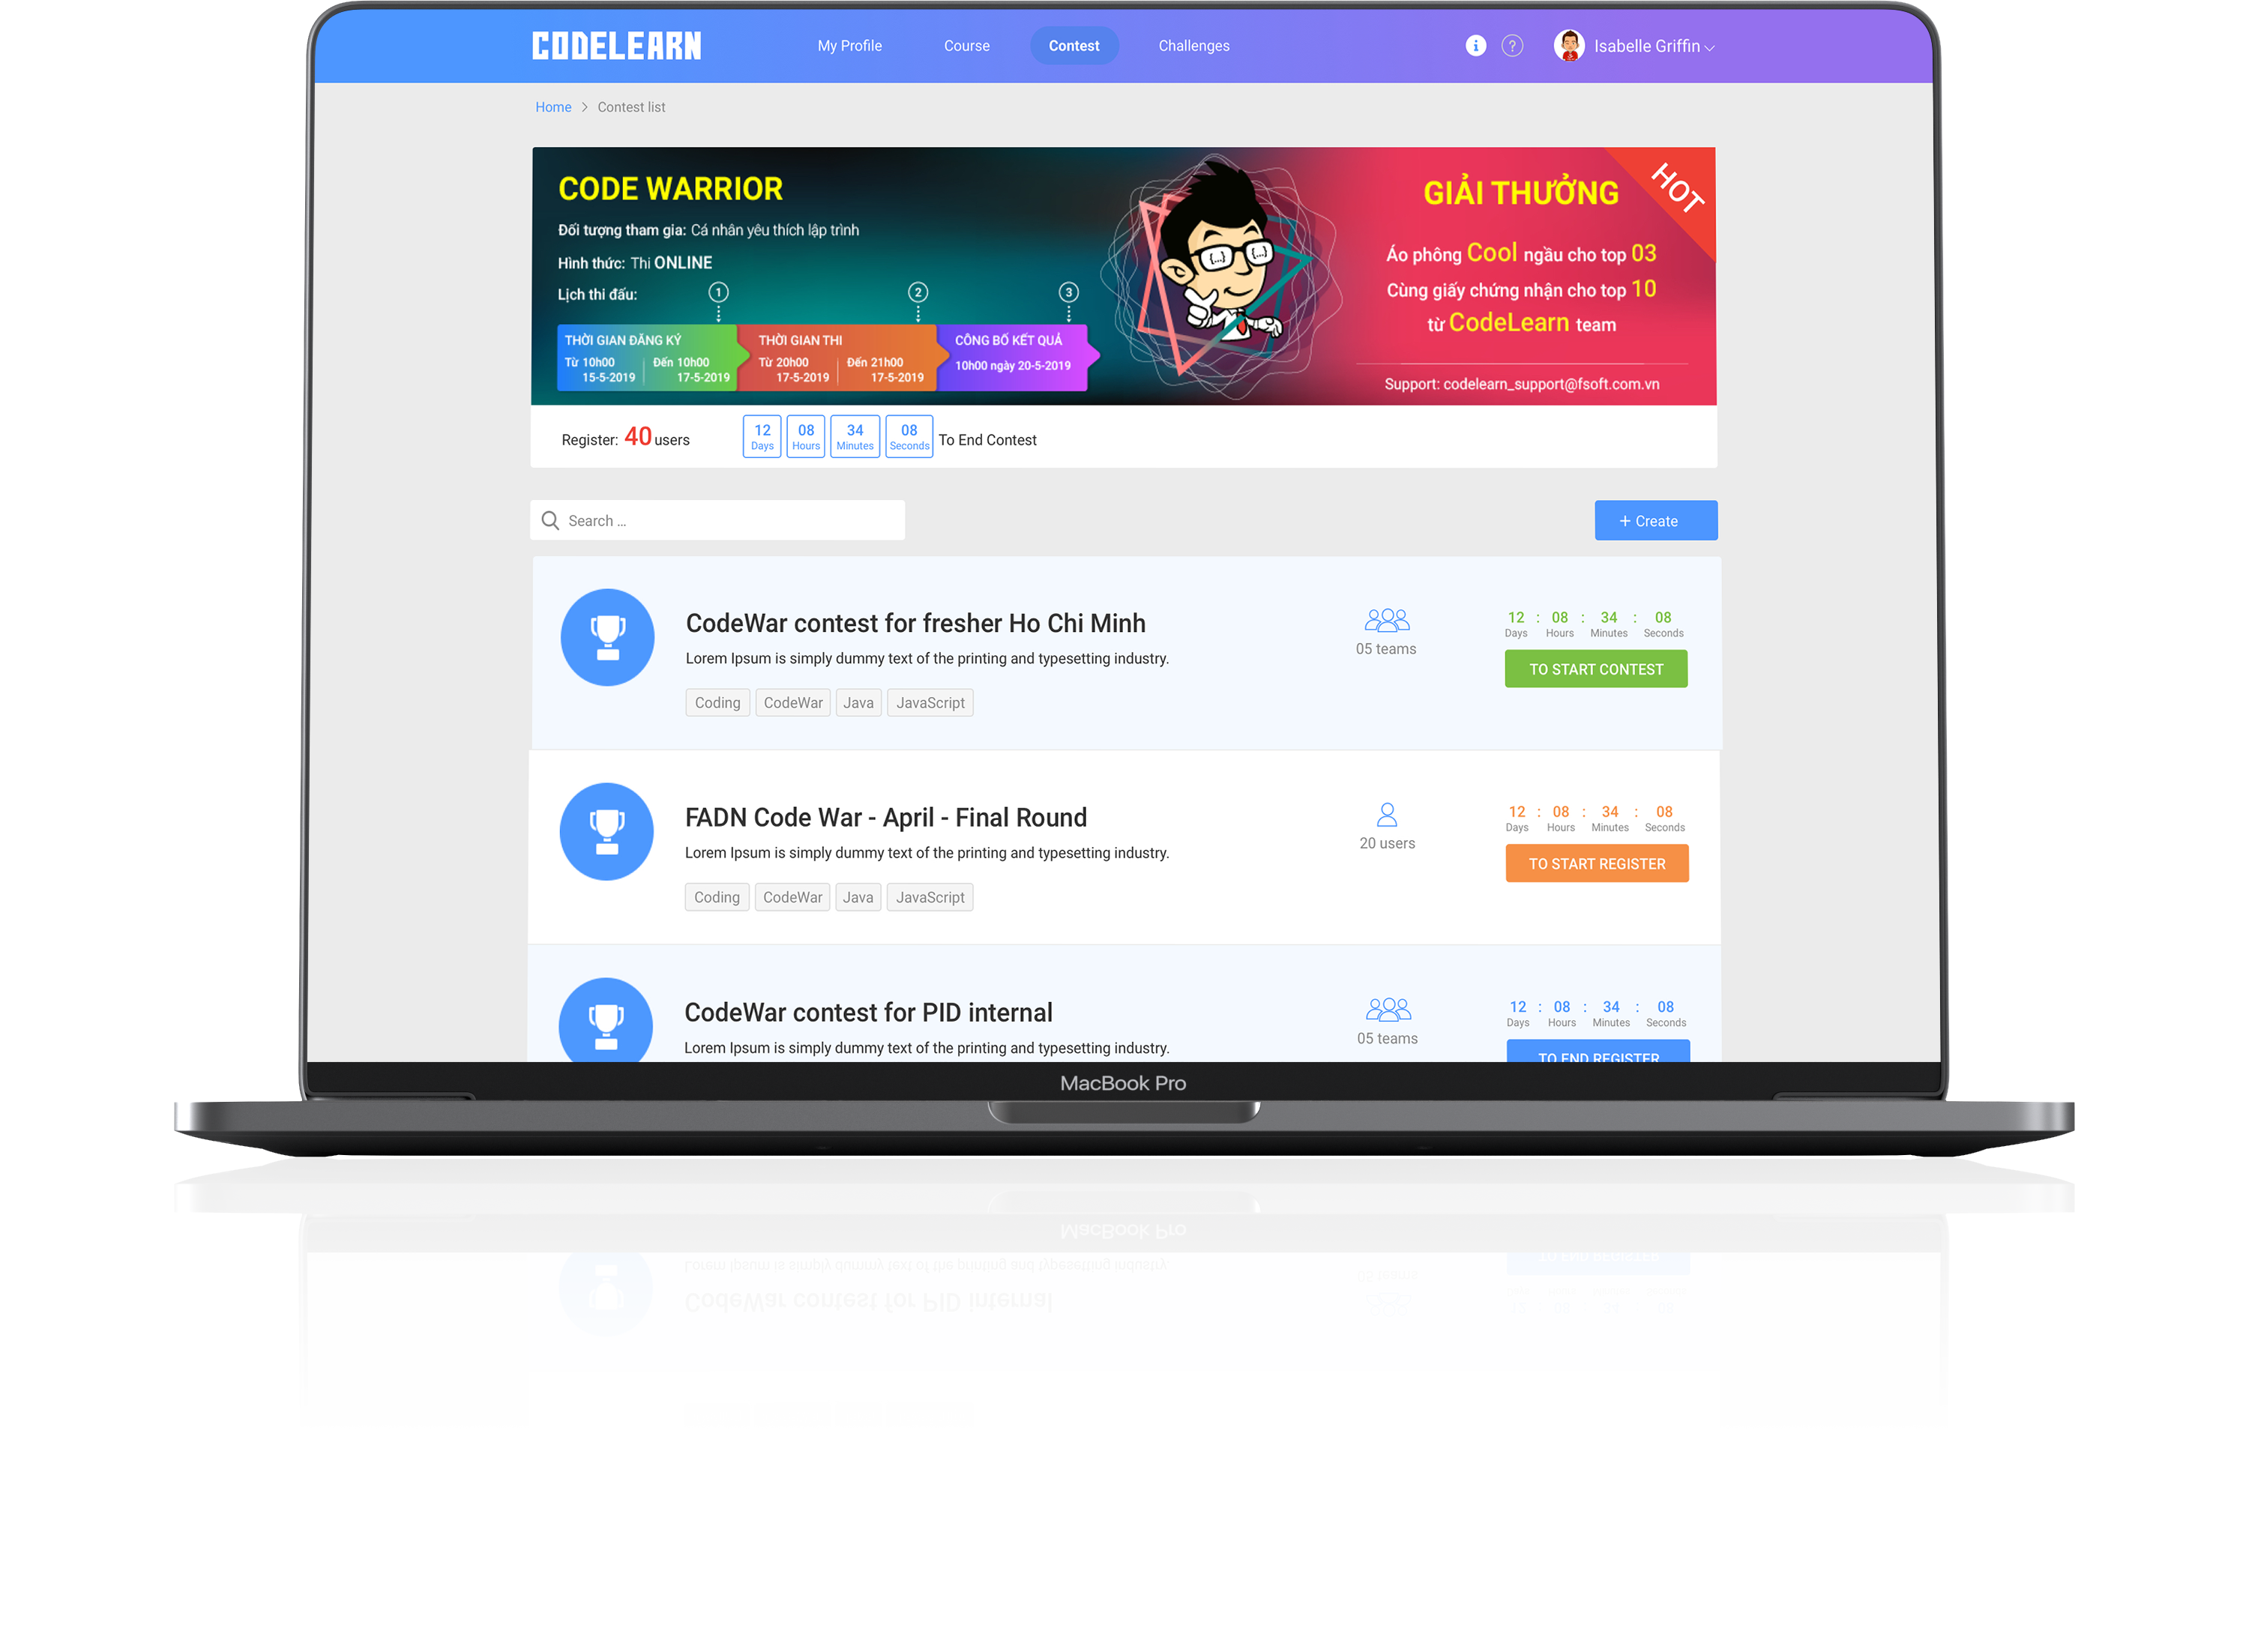 CODELEARN My Profile Course Contest Challenges i ? Isabelle Griffin
Home > Contest list
CODE WARRIOR
Đối tượng tham gia: Cá nhân yêu thích lập trình
Hình thức: Thi ONLINE
Lịch thi đấu:
1 2 3
THỜI GIAN ĐĂNG KÝ
Từ 10h00 Đến 10h00
15-5-2019 17-5-2019
THỜI GIAN THI
Từ 20h00 Đến 21h00
17-5-2019 17-5-2019
CÔNG BỐ KẾT QUẢ
10h00 ngày 20-5-2019
{...} {...}
GIẢI THƯỞNG
HOT
Áo phông Cool ngầu cho top 03
Cùng giấy chứng nhận cho top 10
từ CodeLearn team
Support: codelearn_support@fsoft.com.vn
Register: 40 users
12 08 34 08
Days Hours Minutes Seconds
To End Contest
Search ...
+ Create
CodeWar contest for fresher Ho Chi Minh
Lorem Ipsum is simply dummy text of the printing and typesetting industry.
Coding CodeWar Java JavaScript
05 teams
12 : 08 : 34 : 08
Days Hours Minutes Seconds
TO START CONTEST
FADN Code War - April - Final Round
Lorem Ipsum is simply dummy text of the printing and typesetting industry.
Coding CodeWar Java JavaScript
20 users
12 : 08 : 34 : 08
Days Hours Minutes Seconds
TO START REGISTER
CodeWar contest for PID internal
Lorem Ipsum is simply dummy text of the printing and typesetting industry.
05 teams
12 : 08 : 34 : 08
Days Hours Minutes Seconds
TO END REGISTER
MacBook Pro